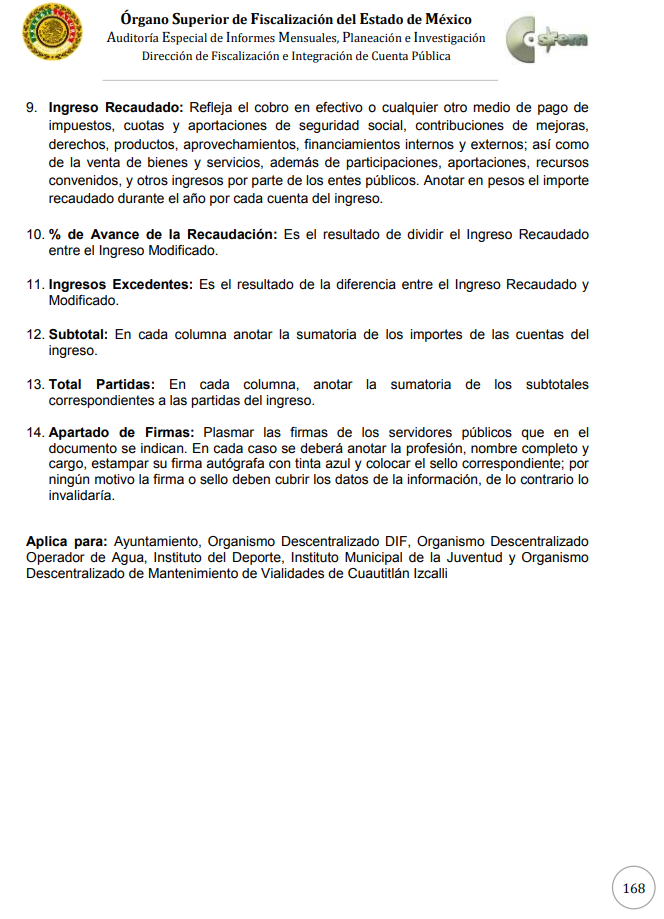 Órgano Superior de Fiscalización del Estado de México
Auditoría Especial de Informes Mensuales, Planeación e Investigación
Dirección de Fiscalización e Integración de Cuenta Pública
osfem
9. Ingreso Recaudado: Refleja el cobro en efectivo o cualquier otro medio de pago de
impuestos, cuotas y aportaciones de seguridad social, contribuciones de mejoras,
derechos, productos, aprovechamientos, financiamientos internos y externos; así como
de la venta de bienes y servicios, además de participaciones, aportaciones, recursos
convenidos, y otros ingresos por parte de los entes públicos. Anotar en pesos el importe
recaudado durante el año por cada cuenta del ingreso.
10. % de Avance de la Recaudación: Es el resultado de dividir el Ingreso Recaudado
entre el Ingreso Modificado.
11. Ingresos Excedentes: Es el resultado de la diferencia entre el Ingreso Recaudado y
Modificado.
12. Subtotal: En cada columna anotar la sumatoria de los importes de las cuentas del
ingreso.
13. Total Partidas: En cada columna, anotar la sumatoria de los subtotales
correspondientes a las partidas del ingreso.
14. Apartado de Firmas: Plasmar las firmas de los servidores públicos que en el
documento se indican. En cada caso se deberá anotar la profesión, nombre completo y
cargo, estampar su firma autógrafa con tinta azul y colocar el sello correspondiente; por
ningún motivo la firma o sello deben cubrir los datos de la información, de lo contrario lo
invalidaría.
Aplica para: Ayuntamiento, Organismo Descentralizado DIF, Organismo Descentralizado
Operador de Agua, Instituto del Deporte, Instituto Municipal de la Juventud y Organismo
Descentralizado de Mantenimiento de Vialidades de Cuautitlán Izcalli
168